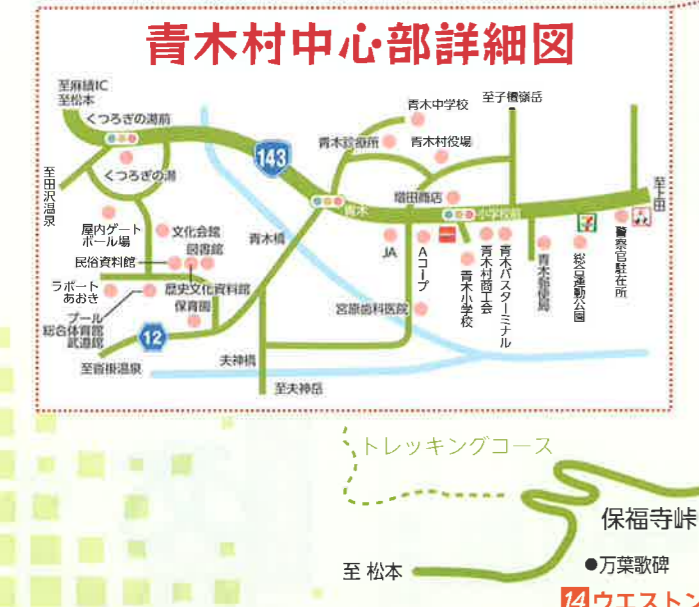 青木村中心部詳細図
至麻績IC
至松本
くつろぎの湯前
くつろぎの湯
至田沢温泉
143
青木中学校
青木診療所
青木村役場
至子檀嶺岳
増田商店
青木
小学校前
至上田
屋内ゲート
ボール場
文化会館
図書館
民俗資料館
歴史文化資料館
ラポート
あおき
プール
総合体育館
武道館
保育園
12
至沓掛温泉
青木橋
夫神橋
至夫神岳
宮原歯科医院
JA
Aコープ
青木小学校
青木村商工会
青木バスターミナル
青木郵便局
総合運動公園
警察官駐在所
トレッキングコース
保福寺峠
●万葉歌碑
至 松本
14 ウエストン